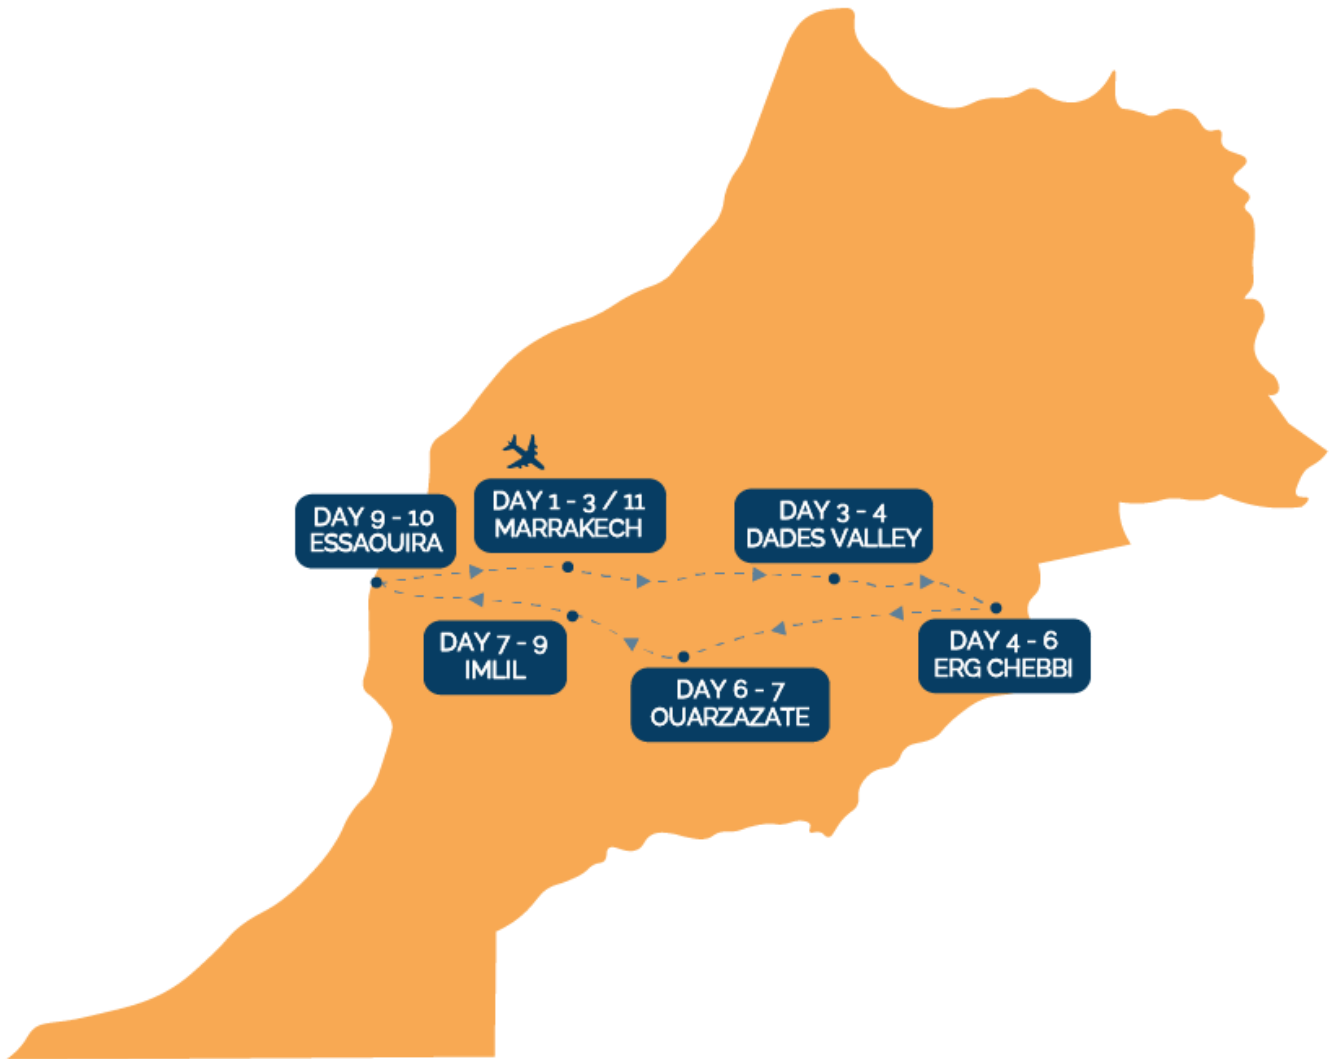 DAY 9 - 10
ESSAOUIRA
DAY 1 - 3 / 11
MARRAKECH
DAY 3 - 4
DADES VALLEY
DAY 7 - 9
IMLIL
DAY 6 - 7
OUARZAZATE
DAY 4 - 6
ERG CHEBBI